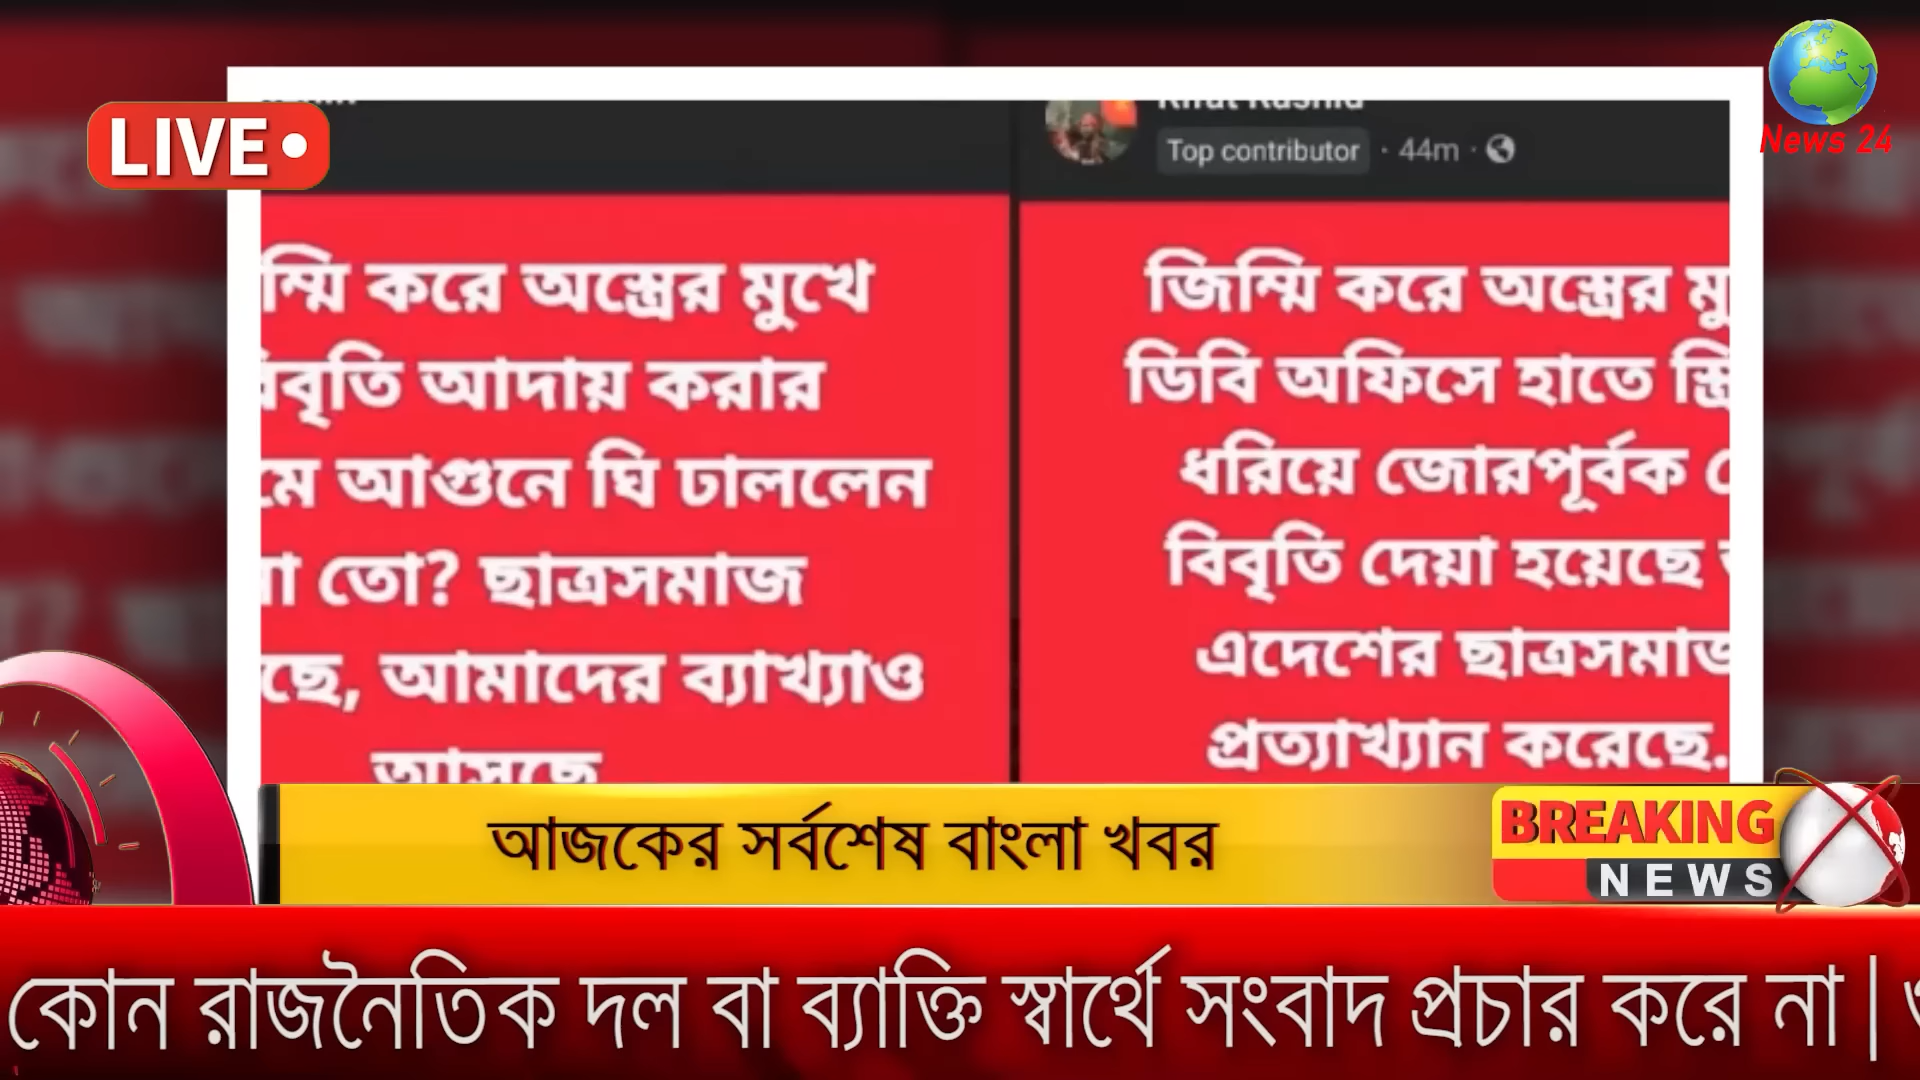 LIVE
News 24
Top contributor · 44m ·
করে অস্ত্রের মুখে
আদায় করার
আগুনে ঘি ঢাললেন
তো? ছাত্রসমাজ
আমাদের ব্যাখ্যাও
আসছে
জিম্মি করে অস্ত্রের
ডিবি অফিসে হাতে
ধরিয়ে জোরপূর্বক
বিবৃতি দেয়া হয়েছে
এদেশের ছাত্রসমাজ
প্রত্যাখ্যান করেছে.
আজকের সর্বশেষ বাংলা খবর
BREAKING
NEWS
কোন রাজনৈতিক দল বা ব্যাক্তি স্বার্থে সংবাদ প্রচার করে না |